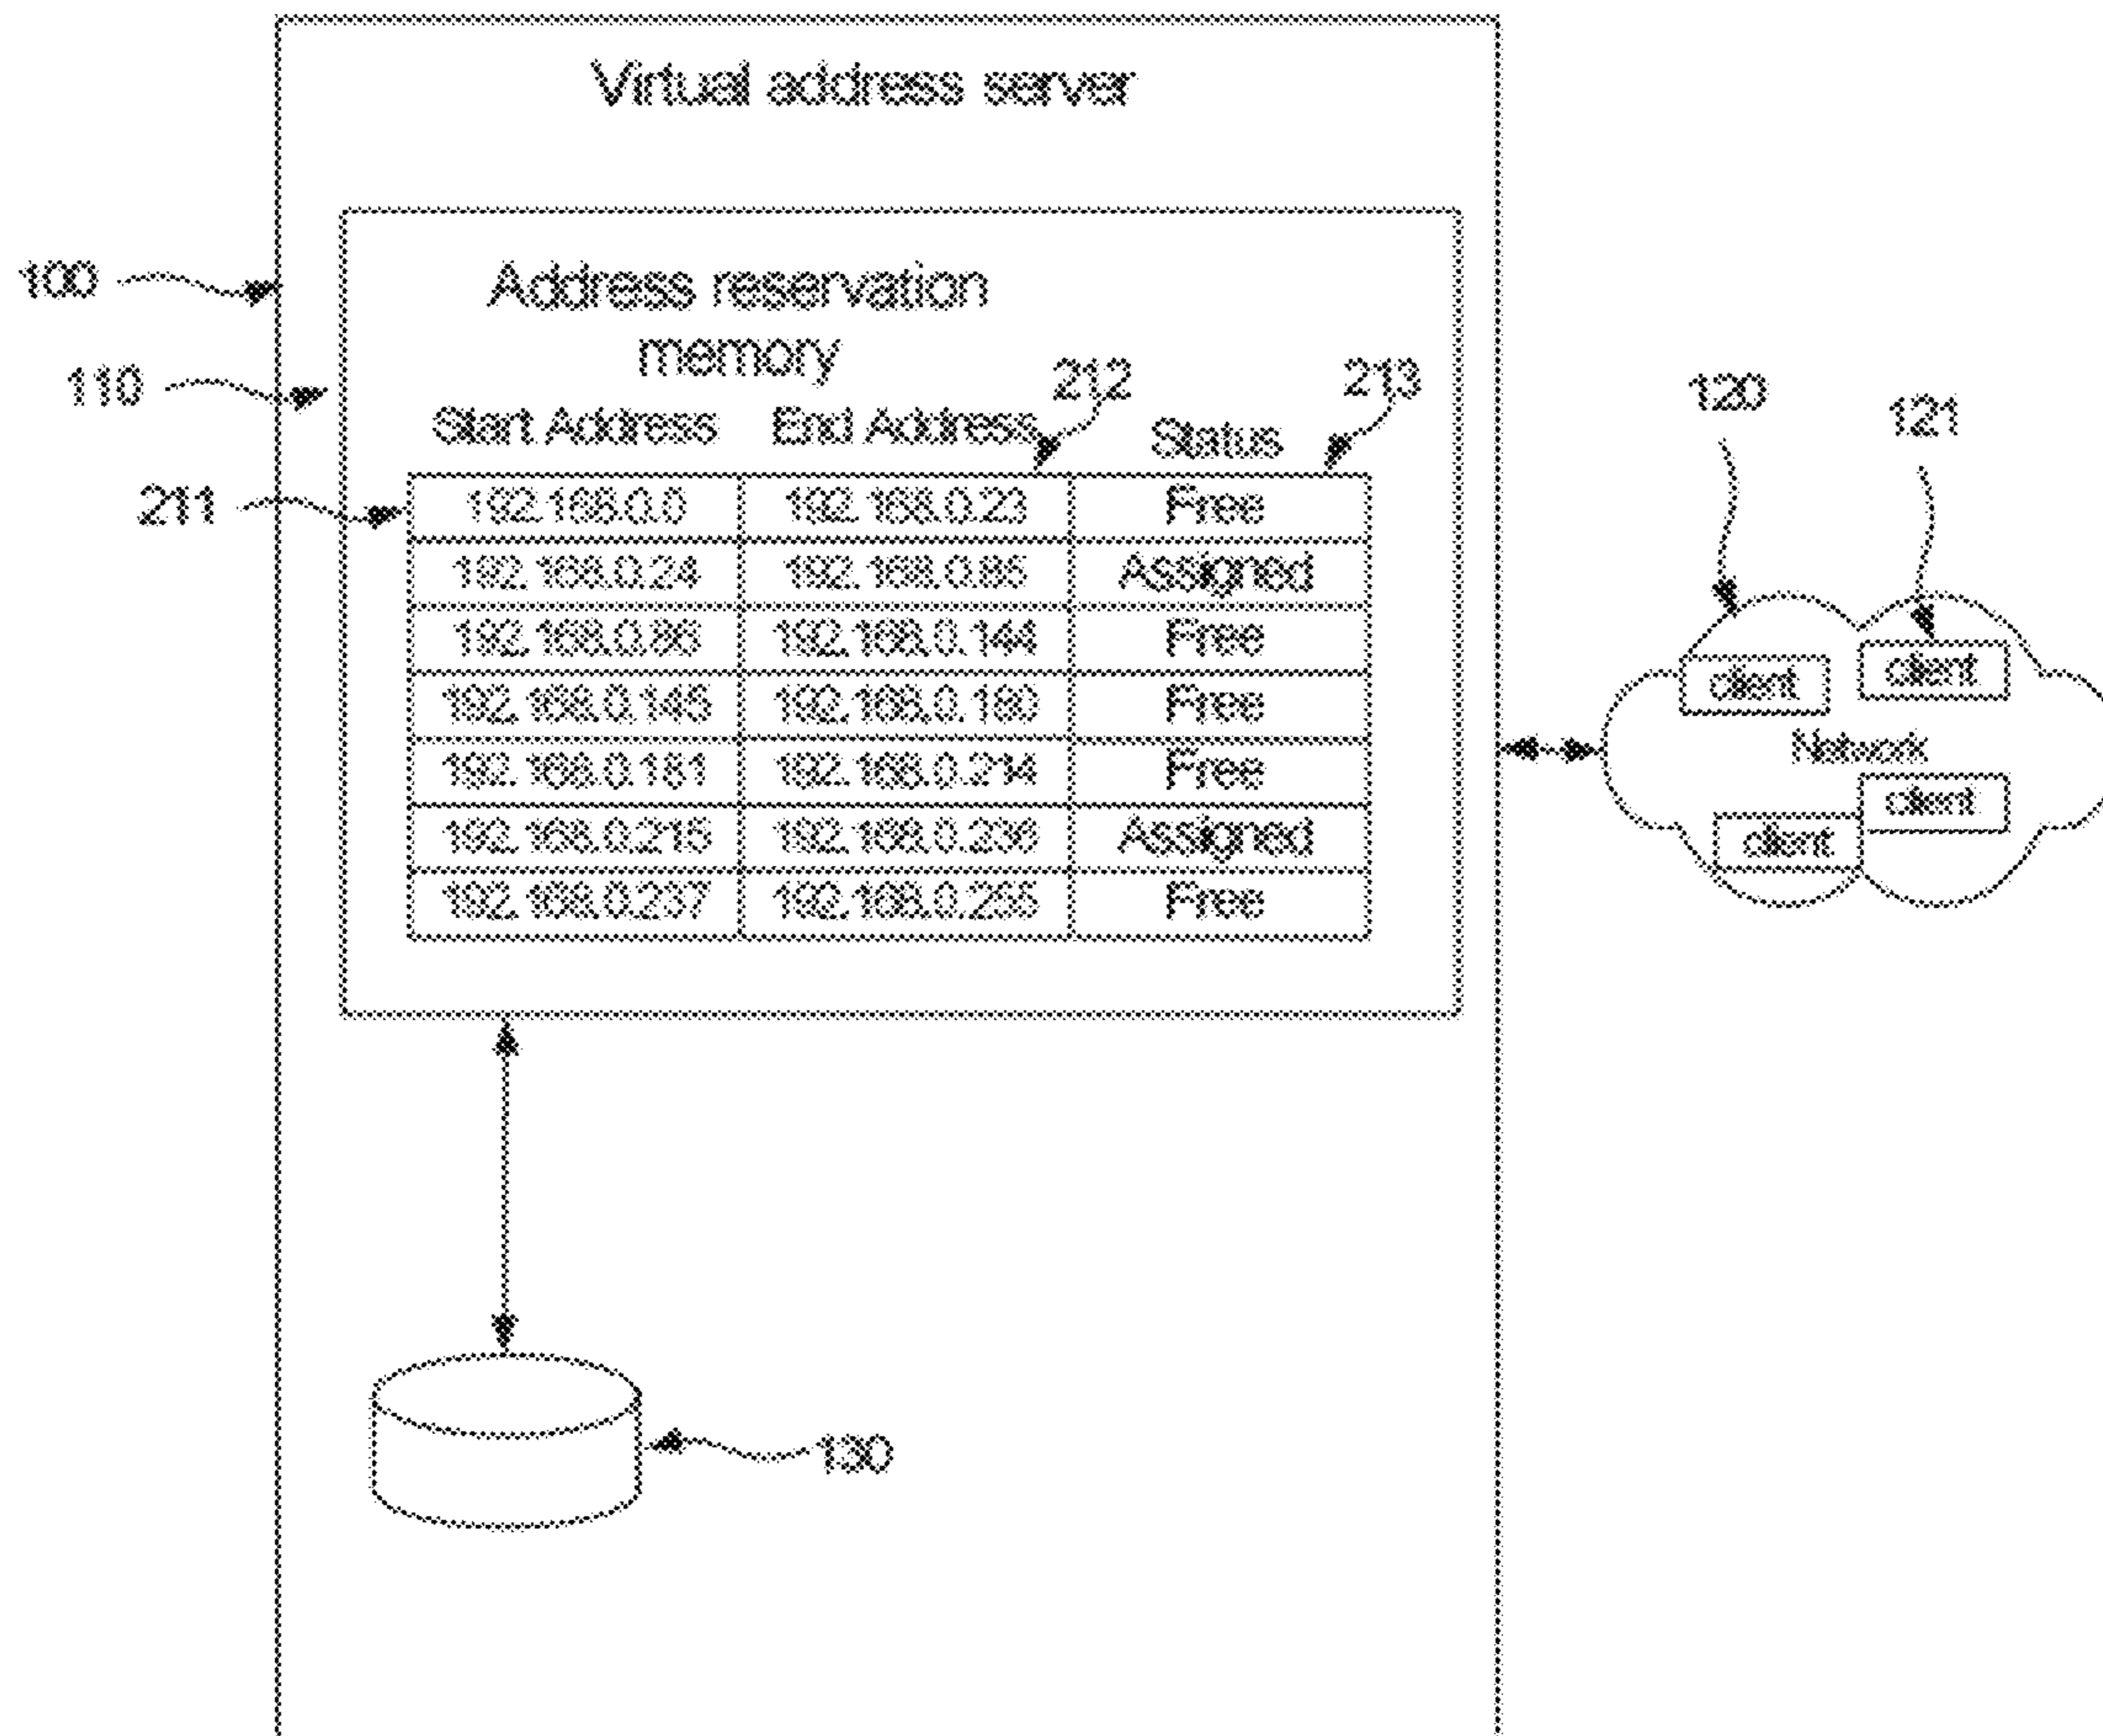 Virtual address server
100
Address reservation
memory
110
212
213
120
121
Start Address End Address Status
211
192.168.0.0 192.168.0.23 Free
192.168.0.24 192.168.0.85 Assigned
192.168.0.86 192.168.0.144 Free
192.168.0.145 192.168.0.180 Free
192.168.0.181 192.168.0.214 Free
192.168.0.215 192.168.0.236 Assigned
192.168.0.237 192.168.0.255 Free
client
client
Network
client
client
130